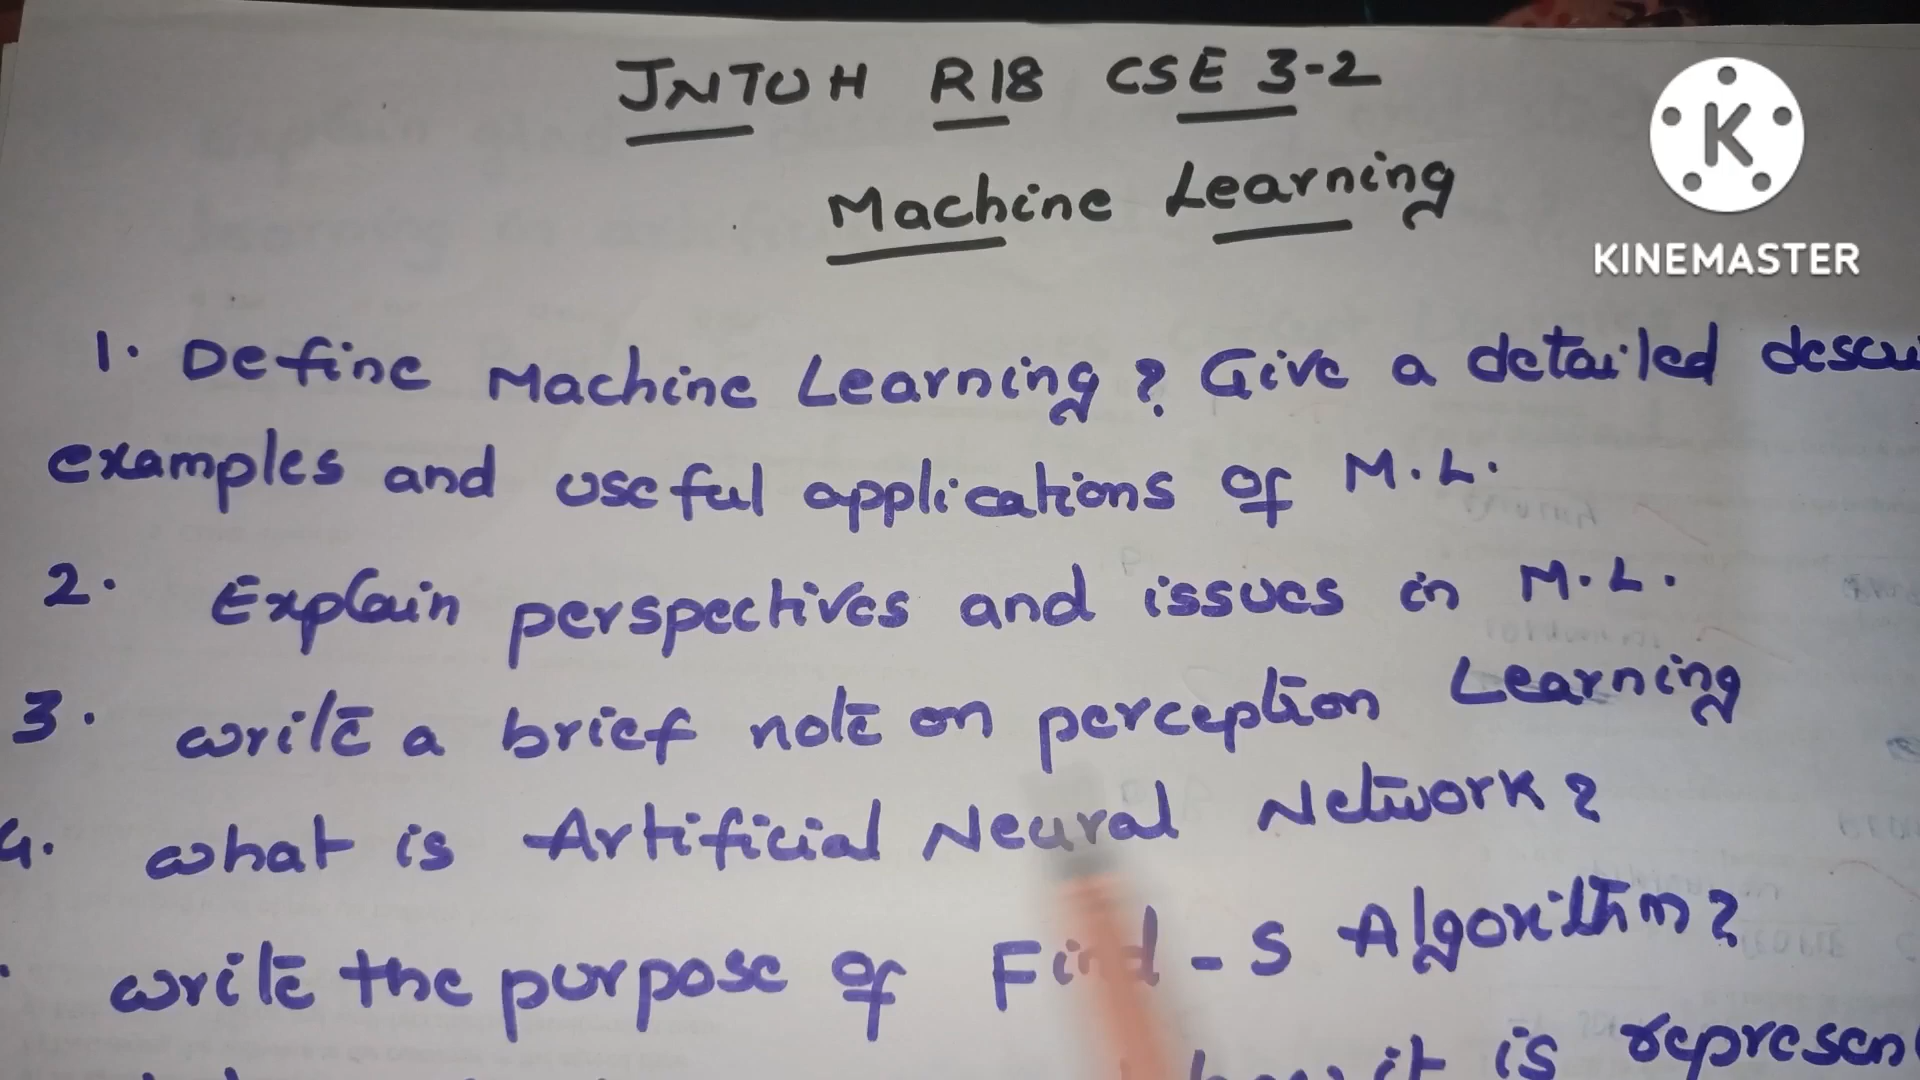 JNTUH R18 CSE 3-2
Machine Learning
K
KINEMASTER
1. Define Machine Learning? Give a detailed
examples and useful applications of M.L.
2. Explain perspectives and issues in M.L.
3. write a brief note on perception Learning
4. what is Artificial Neural Network?
write the purpose of Find-S Algorithm?
it is